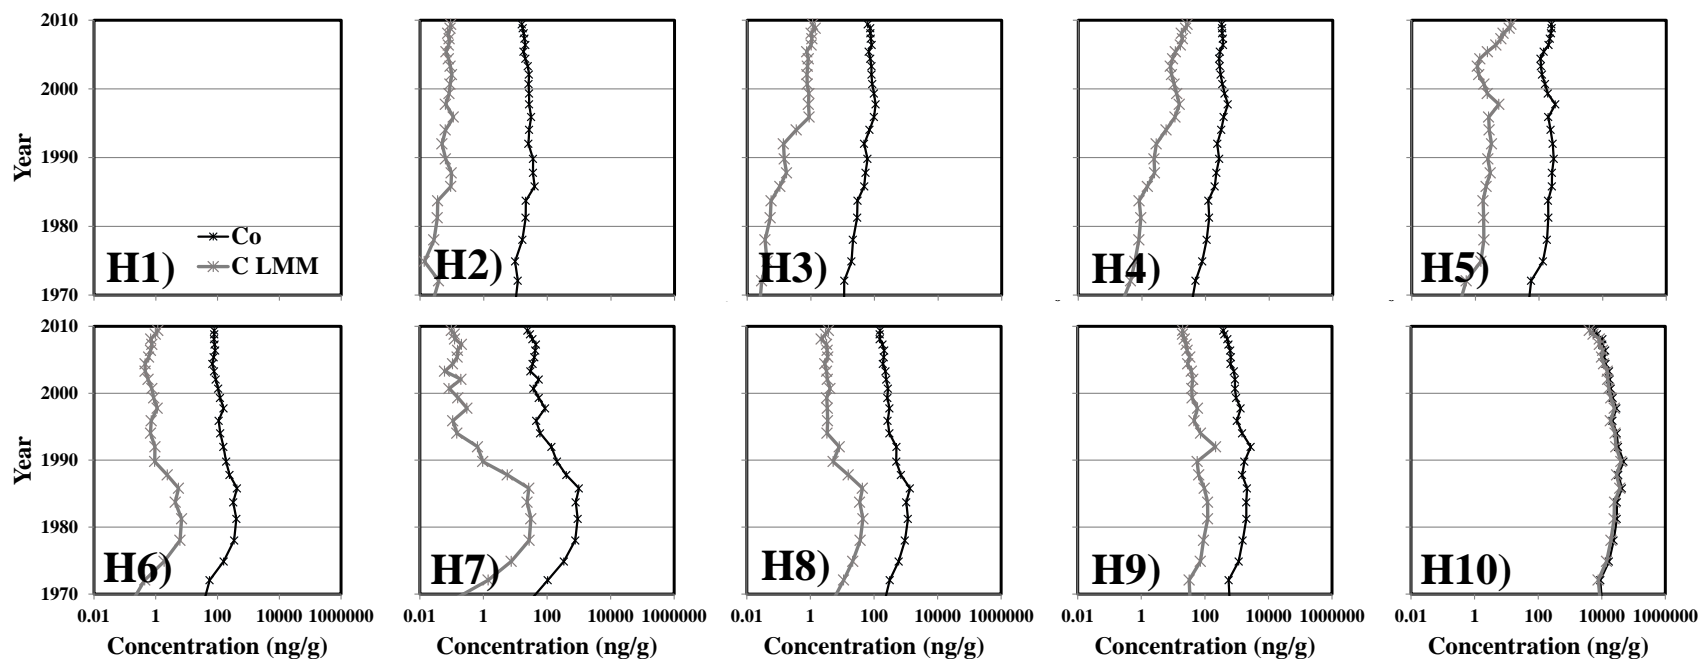 2010
2000
1990
1980
1970
Year
Co
C LMM
H1)
H2)
H3)
H4)
H5)
2010
2000
1990
1980
1970
Year
H6)
H7)
H8)
H9)
H10)
0.01 1 100 10000 1000000
0.01 1 100 10000 1000000
0.01 1 100 10000 1000000
0.01 1 100 10000 1000000
0.01 1 100 10000 1000000
Concentration (ng/g)
Concentration (ng/g)
Concentration (ng/g)
Concentration (ng/g)
Concentration (ng/g)